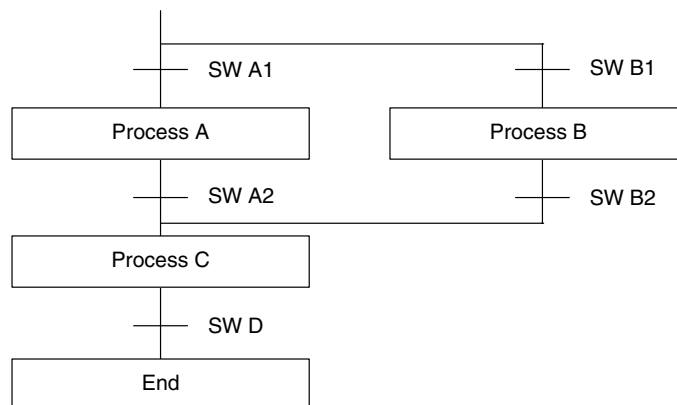 SW A1
SW B1
Process A
Process B
SW A2
SW B2
Process C
SW D
End